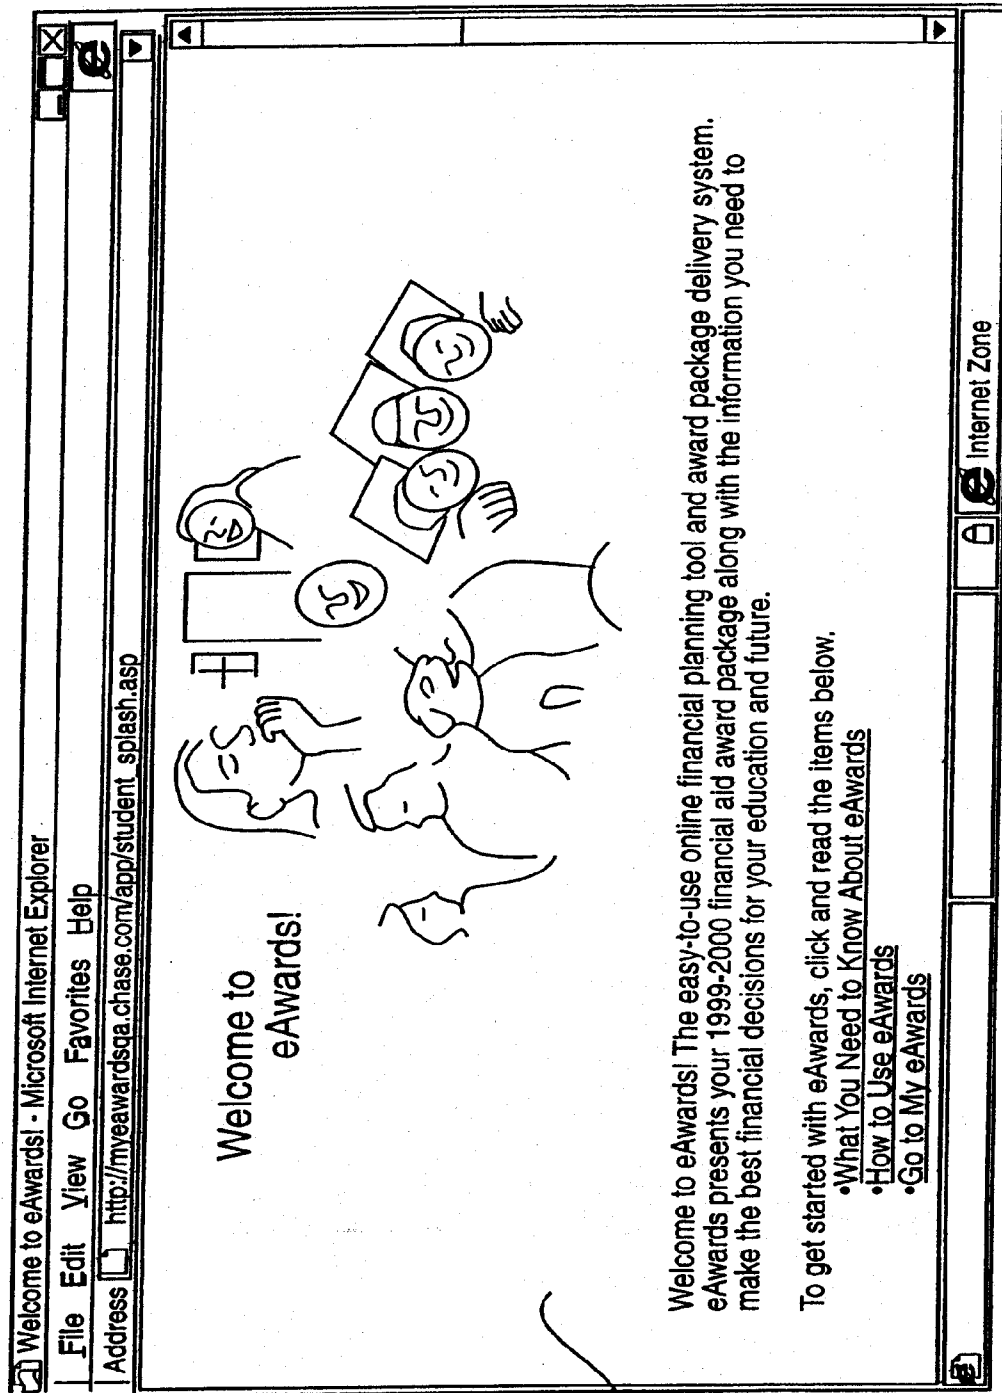 Welcome to eAwards! - Microsoft Internet Explorer
File Edit View Go Favorites Help
Address http://myeawardsqa.chase.com/app/student_splash.asp
Welcome to
eAwards!
Welcome to eAwards! The easy-to-use online financial planning tool and award package delivery system.
eAwards presents your 1999-2000 financial aid award package along with the information you need to
make the best financial decisions for your education and future.
To get started with eAwards, click and read the items below.
•What You Need to Know About eAwards
•How to Use eAwards
•Go to My eAwards
Internet Zone